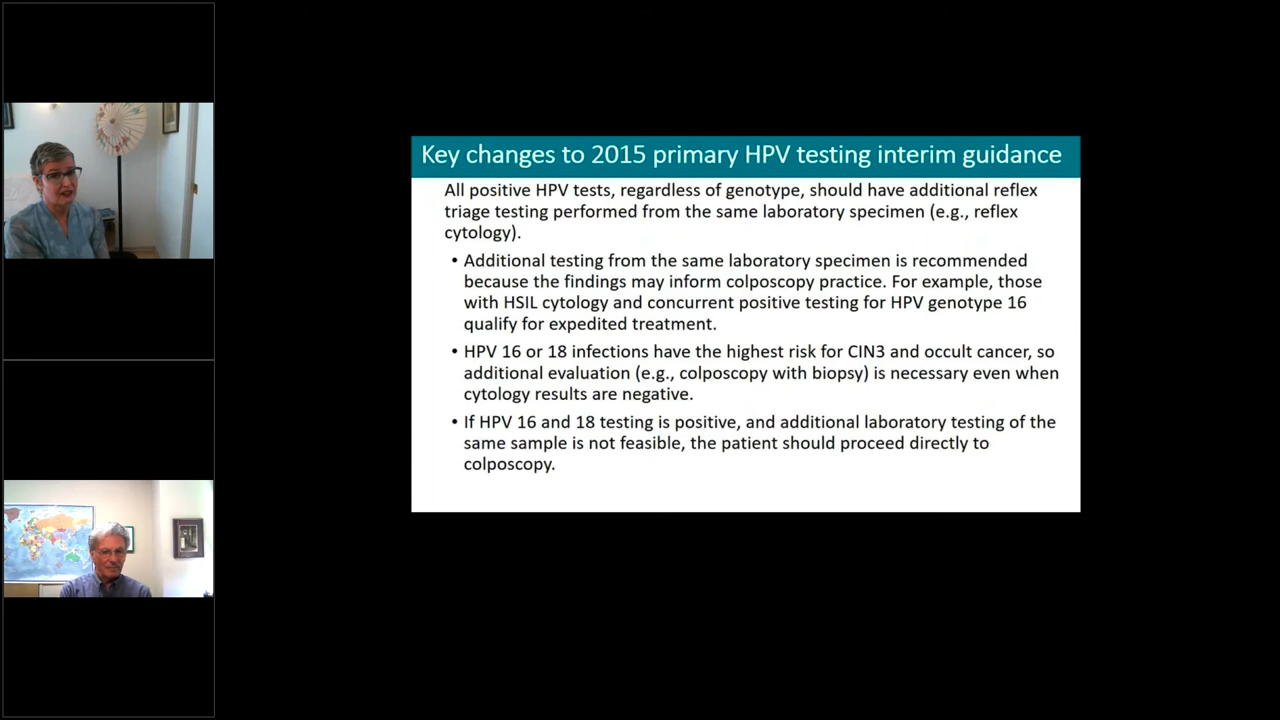 Key changes to 2015 primary HPV testing interim guidance
All positive HPV tests, regardless of genotype, should have additional reflex
triage testing performed from the same laboratory specimen (e.g., reflex
cytology).
• Additional testing from the same laboratory specimen is recommended
because the findings may inform colposcopy practice. For example, those
with HSIL cytology and concurrent positive testing for HPV genotype 16
qualify for expedited treatment.
• HPV 16 or 18 infections have the highest risk for CIN3 and occult cancer, so
additional evaluation (e.g., colposcopy with biopsy) is necessary even when
cytology results are negative.
• If HPV 16 and 18 testing is positive, and additional laboratory testing of the
same sample is not feasible, the patient should proceed directly to
colposcopy.